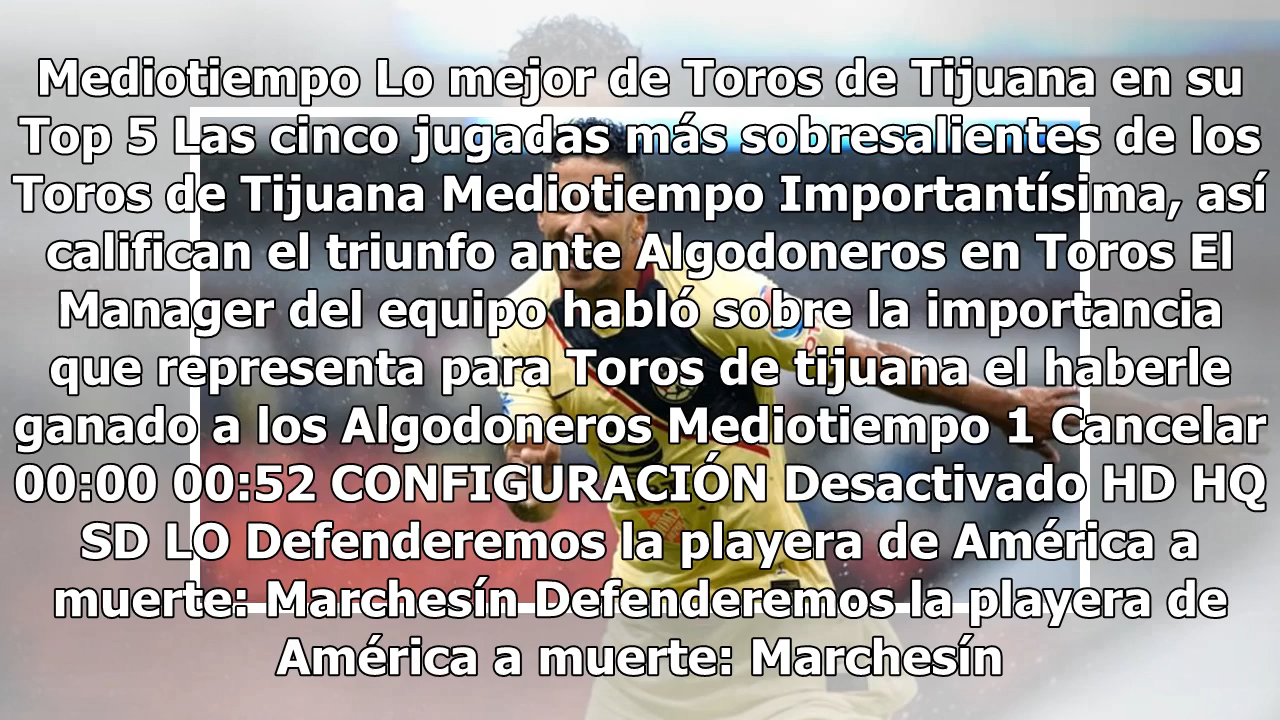 Mediotiempo Lo mejor de Toros de Tijuana en su
Top 5 Las cinco jugadas más sobresalientes de los
Toros de Tijuana Mediotiempo Importantísima, así
califican el triunfo ante Algodoneros en Toros El
Manager del equipo habló sobre la importancia
que representa para Toros de tijuana el haberle
ganado a los Algodoneros Mediotiempo 1 Cancelar
00:00 00:52 CONFIGURACIÓN Desactivado HD HQ
SD LO Defenderemos la playera de América a
muerte: Marchesín Defenderemos la playera de
América a muerte: Marchesín